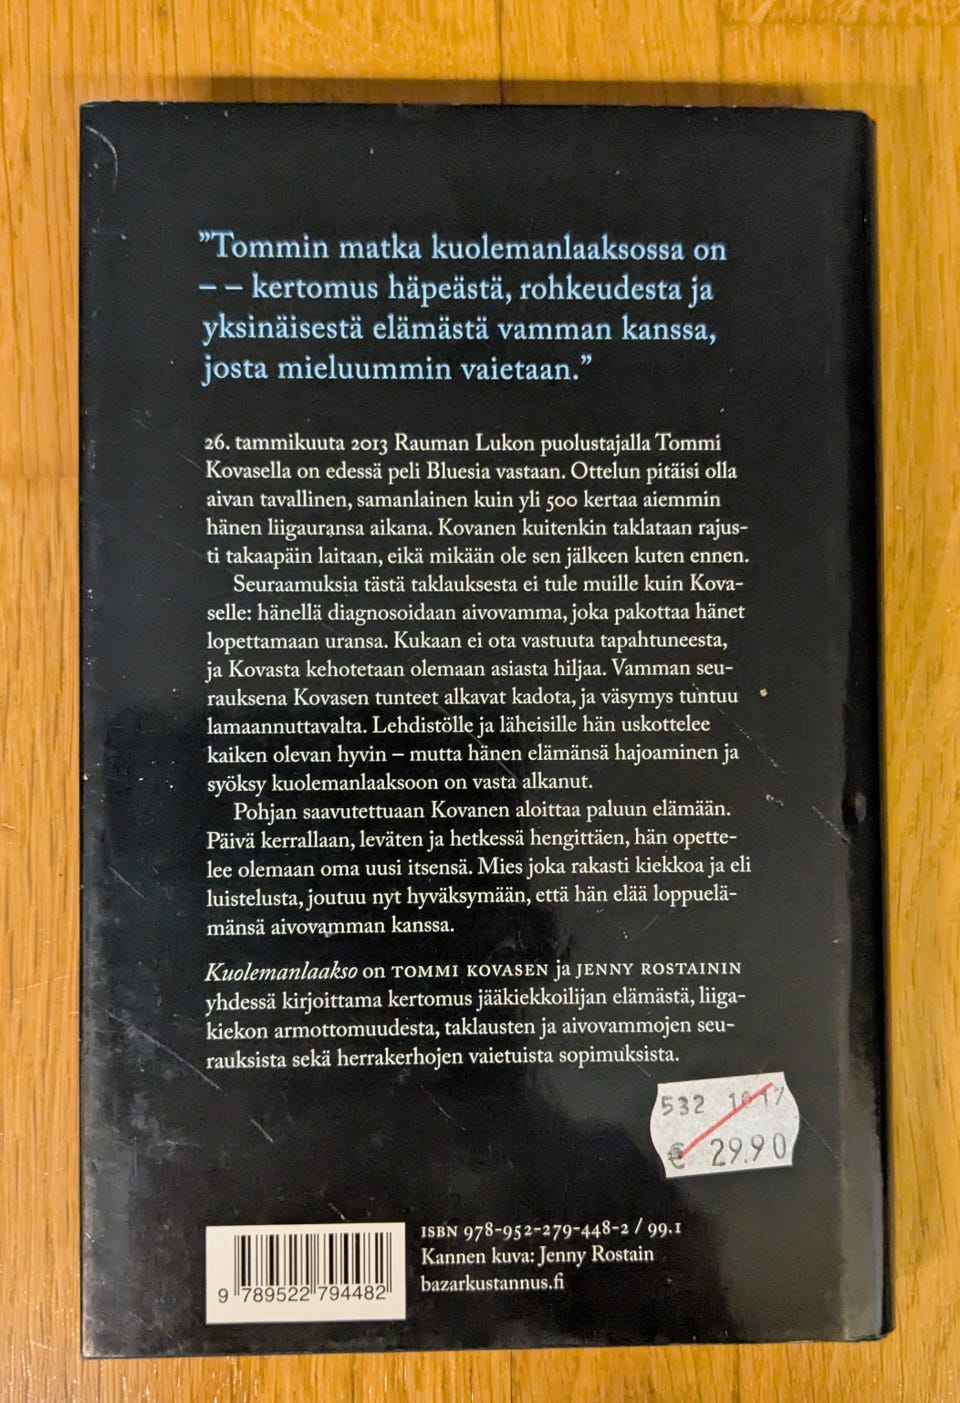 ”Tommin matka kuolemanlaaksossa on
– – kertomus häpeästä, rohkeudesta ja
yksinäisestä elämästä vamman kanssa,
josta mieluummin vaietaan.”
26. tammikuuta 2013 Rauman Lukon puolustajalla Tommi
Kovasella on edessä peli Bluesia vastaan. Ottelun pitäisi olla
aivan tavallinen, samanlainen kuin yli 500 kertaa aiemmin
hänen liigauransa aikana. Kovanen kuitenkin taklataan rajus-
ti takaapäin laitaan, eikä mikään ole sen jälkeen kuten ennen.
Seuraamuksia tästä taklauksesta ei tule muille kuin Kova-
selle: hänellä diagnosoidaan aivovamma, joka pakottaa hänet
lopettamaan uransa. Kukaan ei ota vastuuta tapahtuneesta,
ja Kovasta kehotetaan olemaan asiasta hiljaa. Vamman seu-
rauksena Kovasen tunteet alkavat kadota, ja väsymys tuntuu
lamaannuttavalta. Lehdistölle ja läheisille hän uskottelee
kaiken olevan hyvin – mutta hänen elämänsä hajoaminen ja
syöksy kuolemanlaaksoon on vasta alkanut.
Pohjan saavutettuaan Kovanen aloittaa paluun elämään.
Päivä kerrallaan, leväten ja hetkessä hengittäen, hän opette-
lee olemaan oma uusi itsensä. Mies joka rakasti kiekkoa ja eli
luistelusta, joutuu nyt hyväksymään, että hän elää loppuelä-
mänsä aivovamman kanssa.
Kuolemanlaakso on TOMMI KOVASEN ja JENNY ROSTAININ
yhdessä kirjoittama kertomus jääkiekkoilijan elämästä, liiga-
kiekon armottomuudesta, taklausten ja aivovammojen seu-
rauksista sekä herrakerhojen vaietuista sopimuksista.
532 1017
€ 29.90
ISBN 978-952-279-448-2 / 99.1
Kannen kuva: Jenny Rostain
bazarkustannus.fi
9 789522 794482